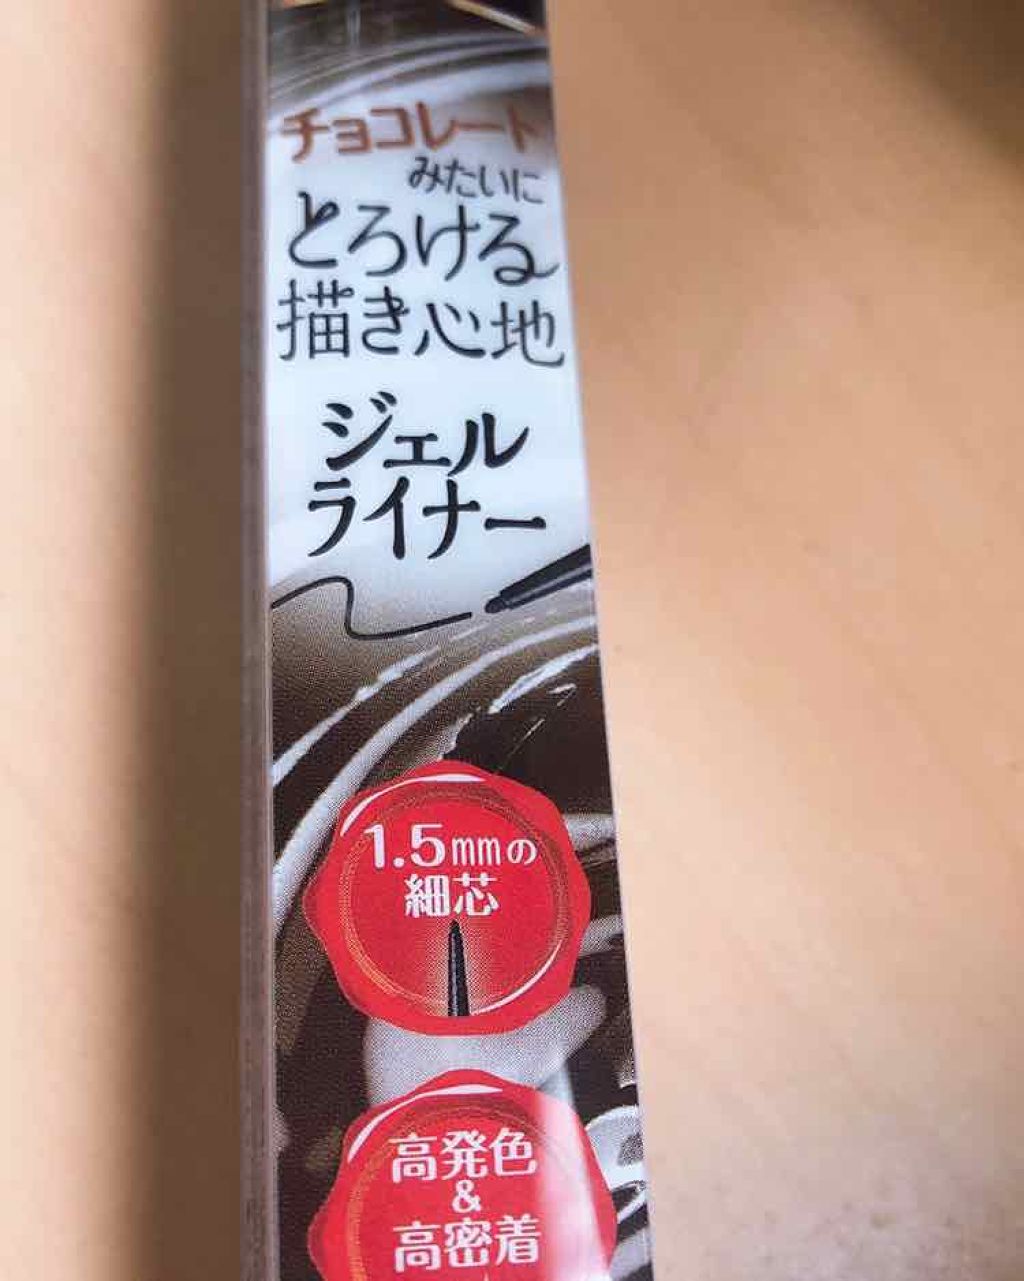 チョコレート
みたいに
とろける
描き心地
ジェル
ライナー
1.5mmの
細芯
高発色
&
高密着